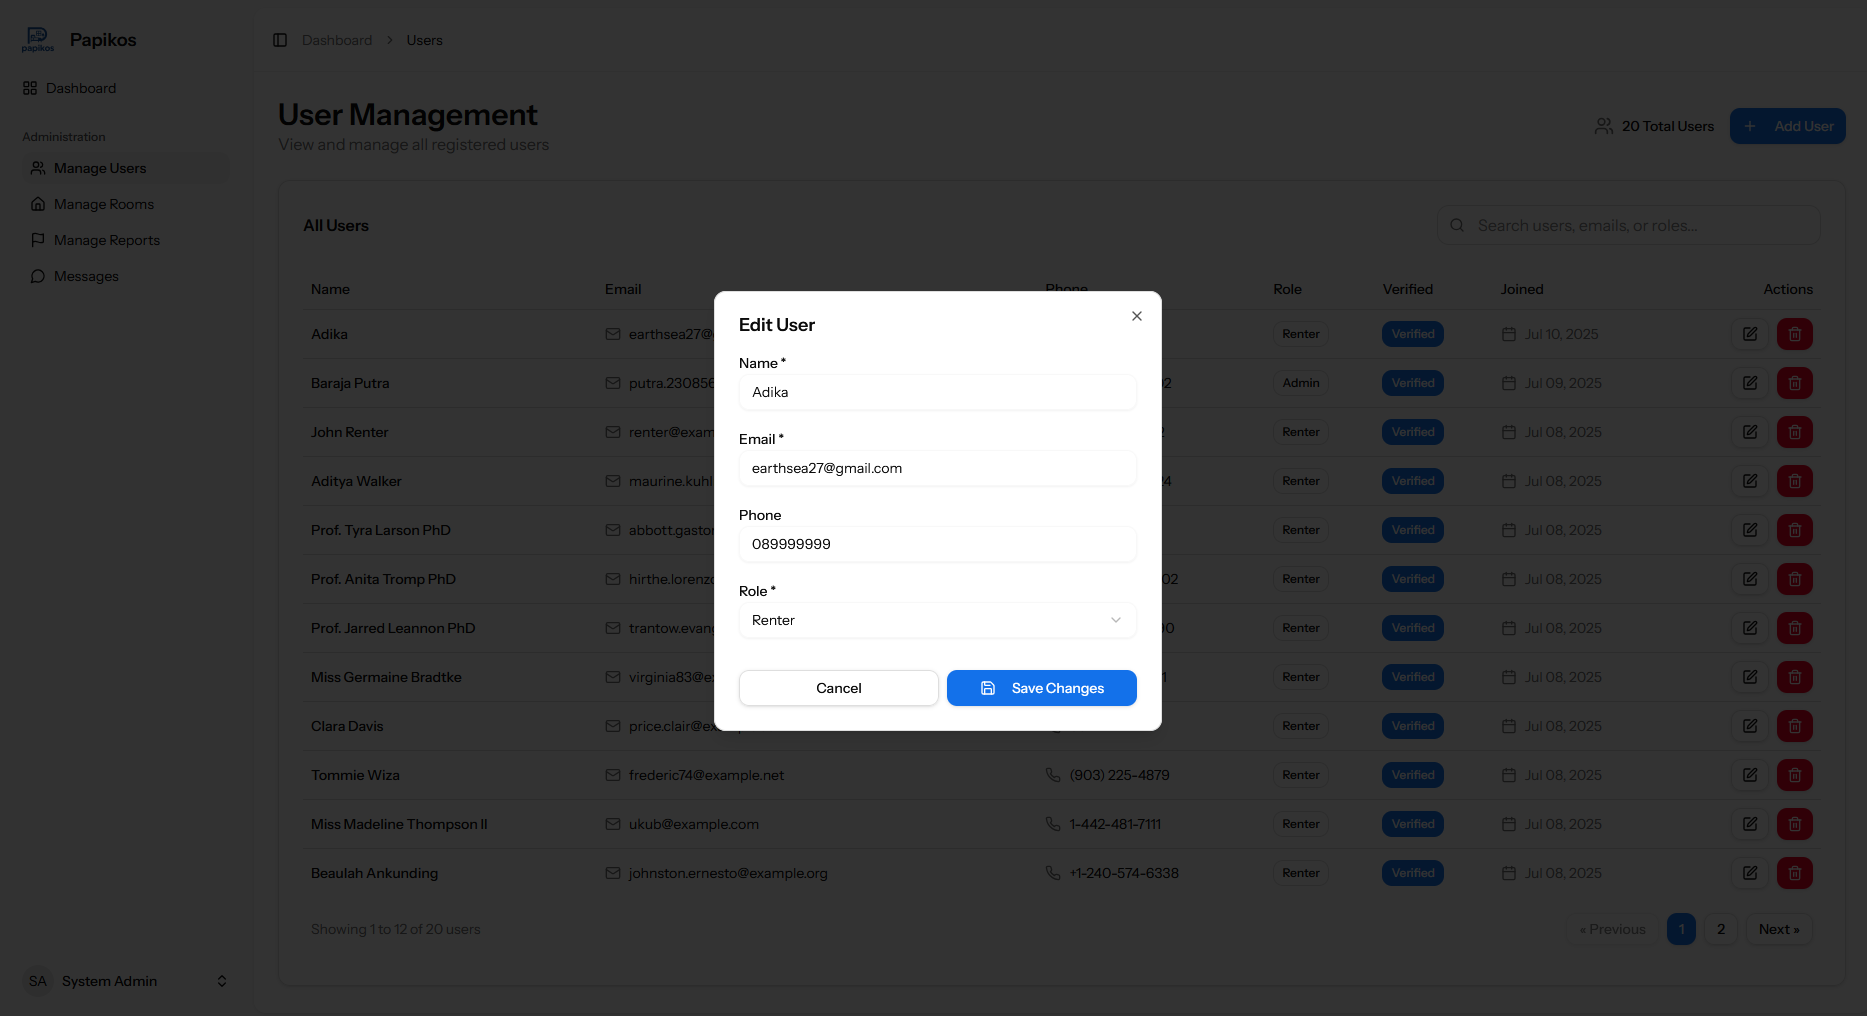 papikos
Papikos
Dashboard
Administration
Manage Users
Manage Rooms
Manage Reports
Messages
SA System Admin
Dashboard > Users
User Management
View and manage all registered users
20 Total Users
+ Add User
All Users
Search users, emails, or roles...
Name Email Phone Role Verified Joined Actions
Adika earthsea27@ Renter Verified Jul 10, 2025
Baraja Putra putra.230856 2 Admin Verified Jul 09, 2025
John Renter renter@exam Renter Verified Jul 08, 2025
Aditya Walker maurine.kuhl 24 Renter Verified Jul 08, 2025
Prof. Tyra Larson PhD abbott.gasto Renter Verified Jul 08, 2025
Prof. Anita Tromp PhD hirthe.lorenzo 02 Renter Verified Jul 08, 2025
Prof. Jarred Leannon PhD trantow.evang 0 Renter Verified Jul 08, 2025
Miss Germaine Bradtke virginia83@e 1 Renter Verified Jul 08, 2025
Clara Davis price.clair@ex Renter Verified Jul 08, 2025
Tommie Wiza frederic74@example.net (903) 225-4879 Renter Verified Jul 08, 2025
Miss Madeline Thompson II ukub@example.com 1-442-481-7111 Renter Verified Jul 08, 2025
Beaulah Ankunding johnston.ernesto@example.org +1-240-574-6338 Renter Verified Jul 08, 2025
Showing 1 to 12 of 20 users
« Previous 1 2 Next »
Edit User
Name *
Adika
Email *
earthsea27@gmail.com
Phone
089999999
Role *
Renter
Cancel
Save Changes